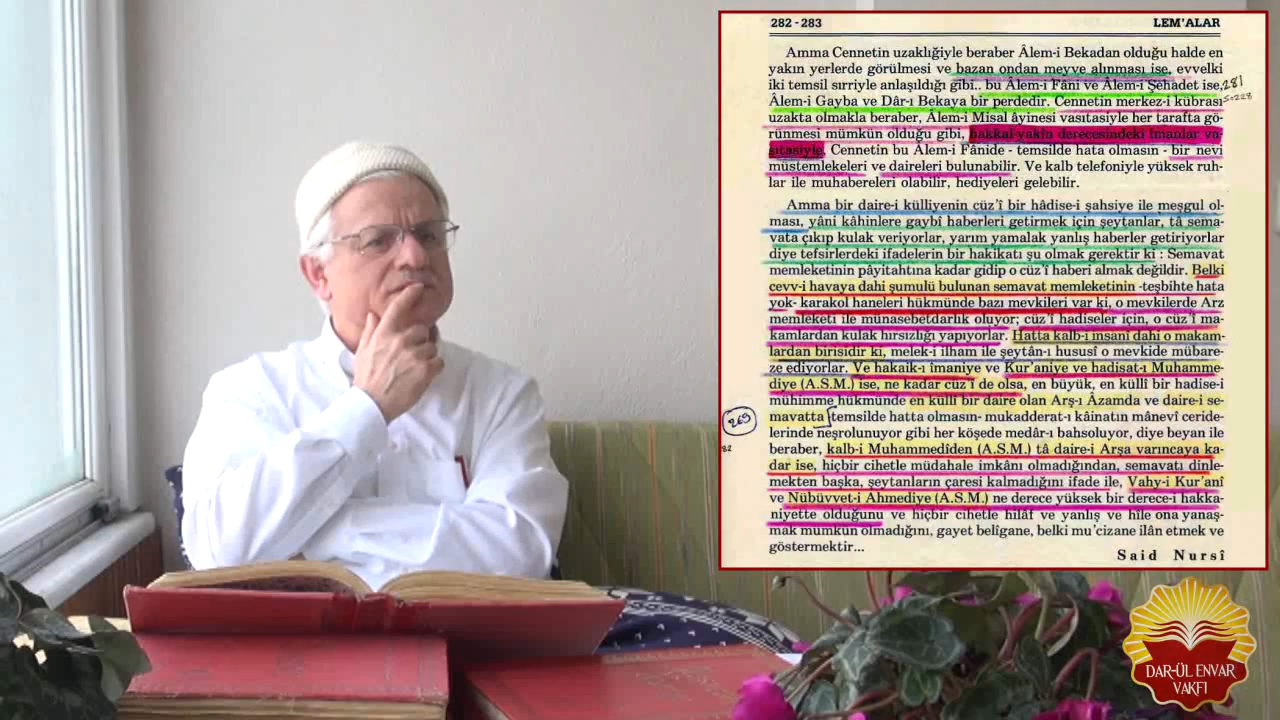 282 - 283 LEM'ALAR
Amma Cennetin uzaklığiyle beraber Âlem-i Bekadan olduğu halde en
yakın yerlerde görülmesi ve bazan ondan meyve alınması ise, evvelki
iki temsil sırriyle anlaşıldığı gibi.. bu Âlem-i Fâni ve Âlem-i Şehadet ise,
281
Âlem-i Gayba ve Dâr-ı Bekaya bir perdedir. Cennetin merkez-i kübrası
S:228
uzakta olmakla beraber, Âlem-i Misal âyinesi vasıtasiyle her tarafta gö-
rünmesi mümkün olduğu gibi, hakkal-yakîn derecesindeki îmanlar va-
sıtasiyle, Cennetin bu Alem-i Fânide - temsilde hata olmasın - bir nevi
müstemlekeleri ve daireleri bulunabilir. Ve kalb telefoniyle yüksek ruh-
lar ile muhabereleri olabilir, hediyeleri gelebilir.
Amma bir daire-i külliyenin cüz'î bir hâdise-i şahsiye ile meşgul ol-
ması, yâni kâhinlere gaybî haberleri getirmek için şeytanlar, tâ sema-
vata çıkıp kulak veriyorlar, yarım yamalak yanlış haberler getiriyorlar
diye tefsirlerdeki ifadelerin bir hakikatı şu olmak gerektir ki : Semavat
memleketinin pâyitahtına kadar gidip o cüz'î haberi almak değildir. Belki
cevv-i havaya dahi şumulü bulunan semavat memleketinin -teşbihte hata
yok- karakol haneleri hükmünde bazı mevkileri var ki, o mevkilerde Arz
memleketi ile münasebetdarlık oluyor; cüz'î hadiseler için, o cüz'î ma-
kamlardan kulak hırsızlığı yapıyorlar. Hatta kalb-i insanî dahi o makam-
lardan birisidir ki, melek-i ilham ile şeytân-ı hususî o mevkide mübare-
ze ediyorlar. Ve hakaik-ı îmaniye ve Kur'aniye ve hadisat-ı Muhamme-
diye (A.S.M.) ise, ne kadar cüz'î de olsa, en büyük, en küllî bir hadise-i
mühimme hükmünde en küllî bir daire olan Arş-ı Âzamda ve daire-i se-
265
mavatta -temsilde hatta olmasın- mukadderat-ı kâinatın mânevî ceride-
lerinde neşrolunuyor gibi her köşede medâr-ı bahsoluyor, diye beyan ile
82
beraber, kalb-i Muhammedîden (A.S.M.) tâ daire-i Arşa varıncaya ka-
dar ise, hiçbir cihetle müdahale imkânı olmadığından, semavatı dinle-
mekten başka, şeytanların çaresi kalmadığını ifade ile, Vahy-i Kur'anî
ve Nübüvvet-i Ahmediye (A.S.M.) ne derece yüksek bir derece-i hakka-
niyette olduğunu ve hiçbir cihetle hilâf ve yanlış ve hîle ona yanaş-
mak mümkün olmadığını, gayet belîgane, belki mu'cizane ilân etmek ve
göstermektir...
Said Nursî
DAR-ÜL ENVAR
VAKFI